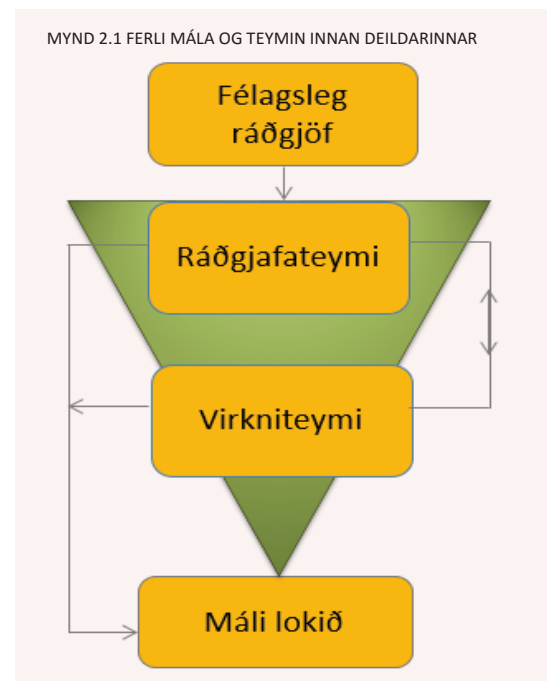 MYND 2.1 FERLI MÁLA OG TEYMIN INNAN DEILDARINNAR
Félagsleg
ráðgjöf
Ráðgjafateymi
Virkniteymi
Máli lokið